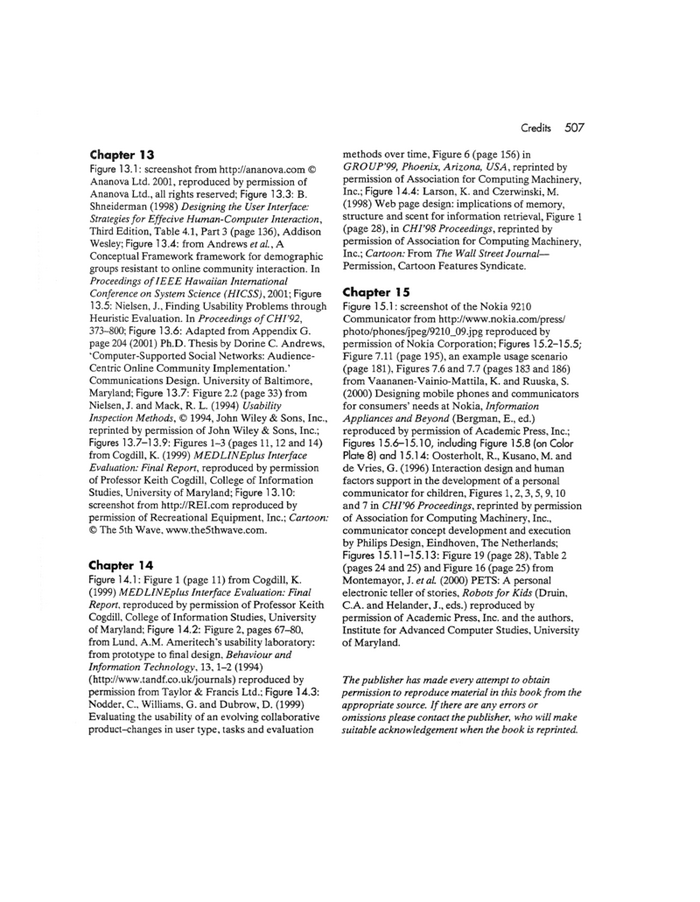 Credits 507
Chapter 13
Figure 13.1: screenshot from http://ananova.com ©
Ananova Ltd. 2001, reproduced by permission of
Ananova Ltd., all rights reserved; Figure 13.3: B.
Shneiderman (1998) Designing the User Interface:
Strategies for Effecive Human-Computer Interaction,
Third Edition, Table 4.1, Part 3 (page 136), Addison
Wesley; Figure 13.4: from Andrews et al., A
Conceptual Framework framework for demographic
groups resistant to online community interaction. In
Proceedings of IEEE Hawaiian International
Conference on System Science (HICSS), 2001; Figure
13.5: Nielsen, J., Finding Usability Problems through
Heuristic Evaluation. In Proceedings of CHI'92,
373–800; Figure 13.6: Adapted from Appendix G.
page 204 (2001) Ph.D. Thesis by Dorine C. Andrews,
'Computer-Supported Social Networks: Audience-
Centric Online Community Implementation.'
Communications Design. University of Baltimore,
Maryland; Figure 13.7: Figure 2.2 (page 33) from
Nielsen, J. and Mack, R. L. (1994) Usability
Inspection Methods, © 1994, John Wiley & Sons, Inc.,
reprinted by permission of John Wiley & Sons, Inc.;
Figures 13.7–13.9: Figures 1–3 (pages 11, 12 and 14)
from Cogdill, K. (1999) MEDLINEplus Interface
Evaluation: Final Report, reproduced by permission
of Professor Keith Cogdill, College of Information
Studies, University of Maryland; Figure 13.10:
screenshot from http://REI.com reproduced by
permission of Recreational Equipment, Inc.; Cartoon:
© The 5th Wave, www.the5thwave.com.
Chapter 14
Figure 14.1: Figure 1 (page 11) from Cogdill, K.
(1999) MEDLINEplus Interface Evaluation: Final
Report, reproduced by permission of Professor Keith
Cogdill, College of Information Studies, University
of Maryland; Figure 14.2: Figure 2, pages 67–80,
from Lund, A.M. Ameritech's usability laboratory:
from prototype to final design, Behaviour and
Information Technology, 13, 1–2 (1994)
(http://www.tandf.co.uk/journals) reproduced by
permission from Taylor & Francis Ltd.; Figure 14.3:
Nodder, C., Williams, G. and Dubrow, D. (1999)
Evaluating the usability of an evolving collaborative
product–changes in user type, tasks and evaluation
methods over time, Figure 6 (page 156) in
GROUP'99, Phoenix, Arizona, USA, reprinted by
permission of Association for Computing Machinery,
Inc.; Figure 14.4: Larson, K. and Czerwinski, M.
(1998) Web page design: implications of memory,
structure and scent for information retrieval, Figure 1
(page 28), in CHI'98 Proceedings, reprinted by
permission of Association for Computing Machinery,
Inc.; Cartoon: From The Wall Street Journal—
Permission, Cartoon Features Syndicate.
Chapter 15
Figure 15.1: screenshot of the Nokia 9210
Communicator from http://www.nokia.com/press/
photo/phones/jpeg/9210_09.jpg reproduced by
permission of Nokia Corporation; Figures 15.2–15.5;
Figure 7.11 (page 195), an example usage scenario
(page 181), Figures 7.6 and 7.7 (pages 183 and 186)
from Vaananen-Vainio-Mattila, K. and Ruuska, S.
(2000) Designing mobile phones and communicators
for consumers' needs at Nokia, Information
Appliances and Beyond (Bergman, E., ed.)
reproduced by permission of Academic Press, Inc.;
Figures 15.6–15.10, including Figure 15.8 (on Color
Plate 8) and 15.14: Oosterholt, R., Kusano, M. and
de Vries, G. (1996) Interaction design and human
factors support in the development of a personal
communicator for children, Figures 1, 2, 3, 5, 9, 10
and 7 in CHI'96 Proceedings, reprinted by permission
of Association for Computing Machinery, Inc.,
communicator concept development and execution
by Philips Design, Eindhoven, The Netherlands;
Figures 15.11–15.13: Figure 19 (page 28), Table 2
(pages 24 and 25) and Figure 16 (page 25) from
Montemayor, J. et al. (2000) PETS: A personal
electronic teller of stories, Robots for Kids (Druin,
C.A. and Helander, J., eds.) reproduced by
permission of Academic Press, Inc. and the authors,
Institute for Advanced Computer Studies, University
of Maryland.
The publisher has made every attempt to obtain
permission to reproduce material in this book from the
appropriate source. If there are any errors or
omissions please contact the publisher, who will make
suitable acknowledgement when the book is reprinted.